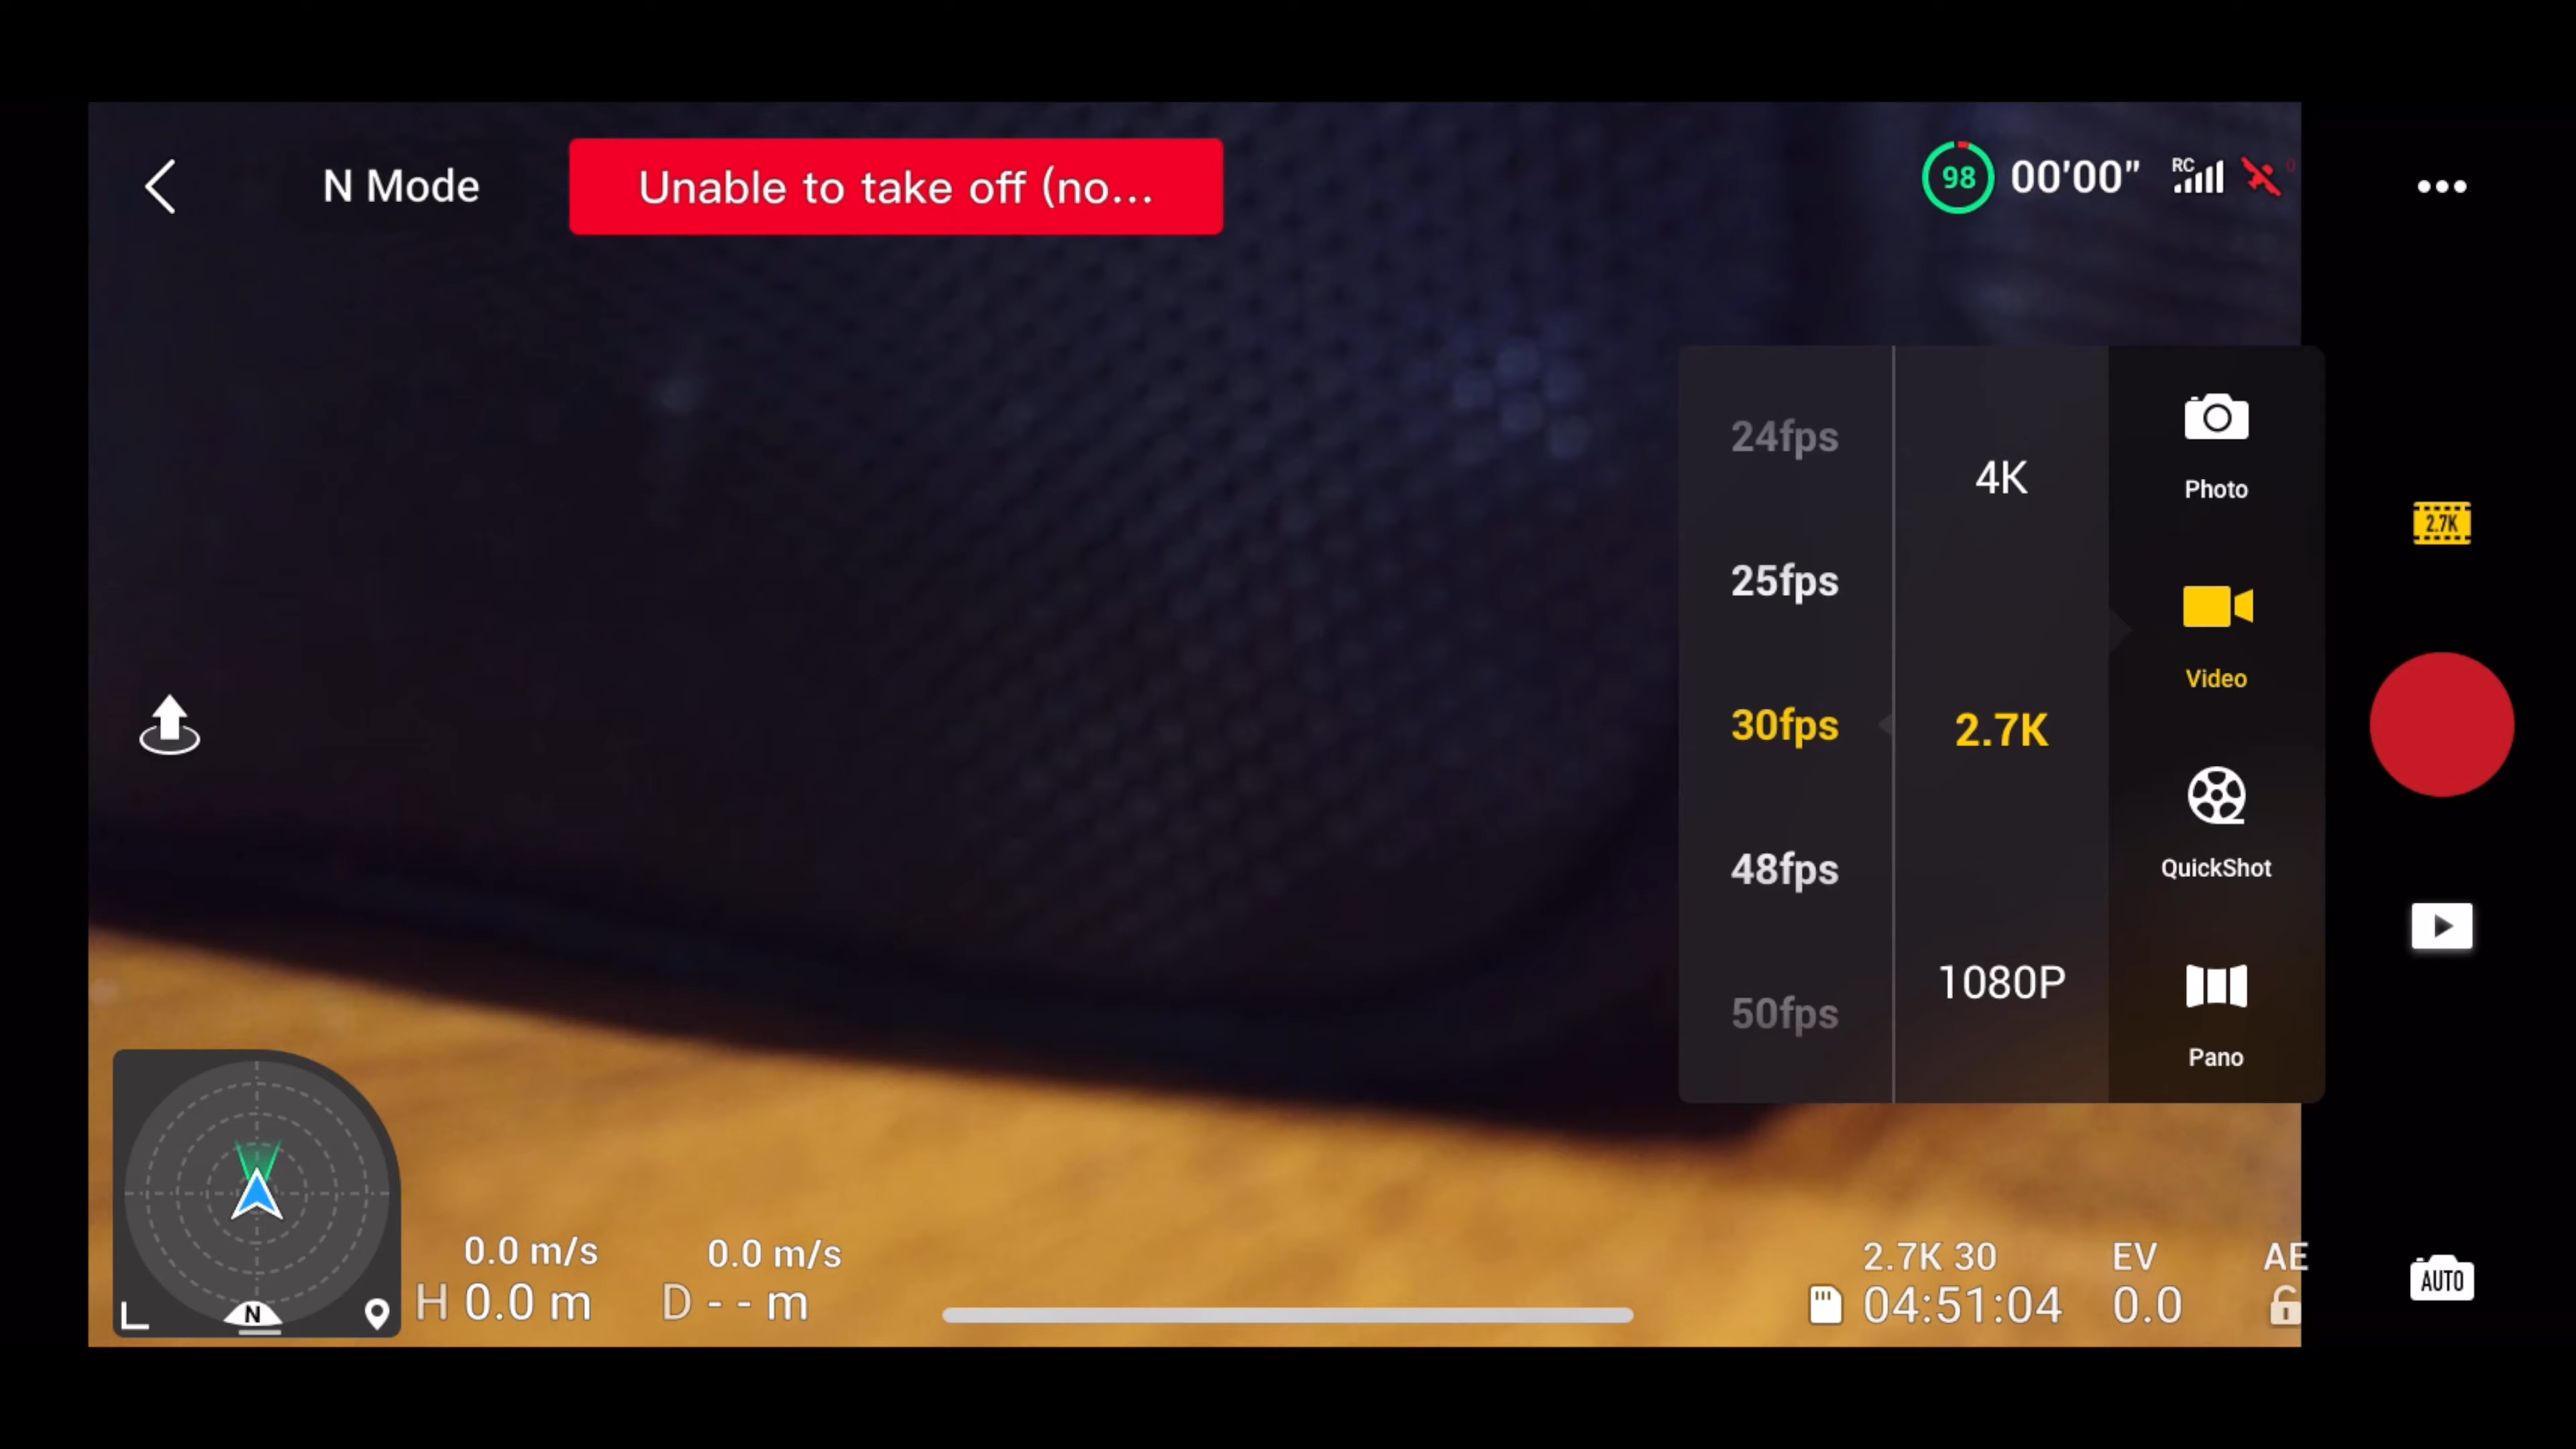 N Mode
Unable to take off (no...
98
00'00"
RC
0
24fps
25fps
30fps
48fps
50fps
4K
2.7K
1080P
Photo
Video
QuickShot
Pano
2.7K
AUTO
N
0.0 m/s
H 0.0 m
0.0 m/s
D - - m
2.7K 30
04:51:04
EV
0.0
AE